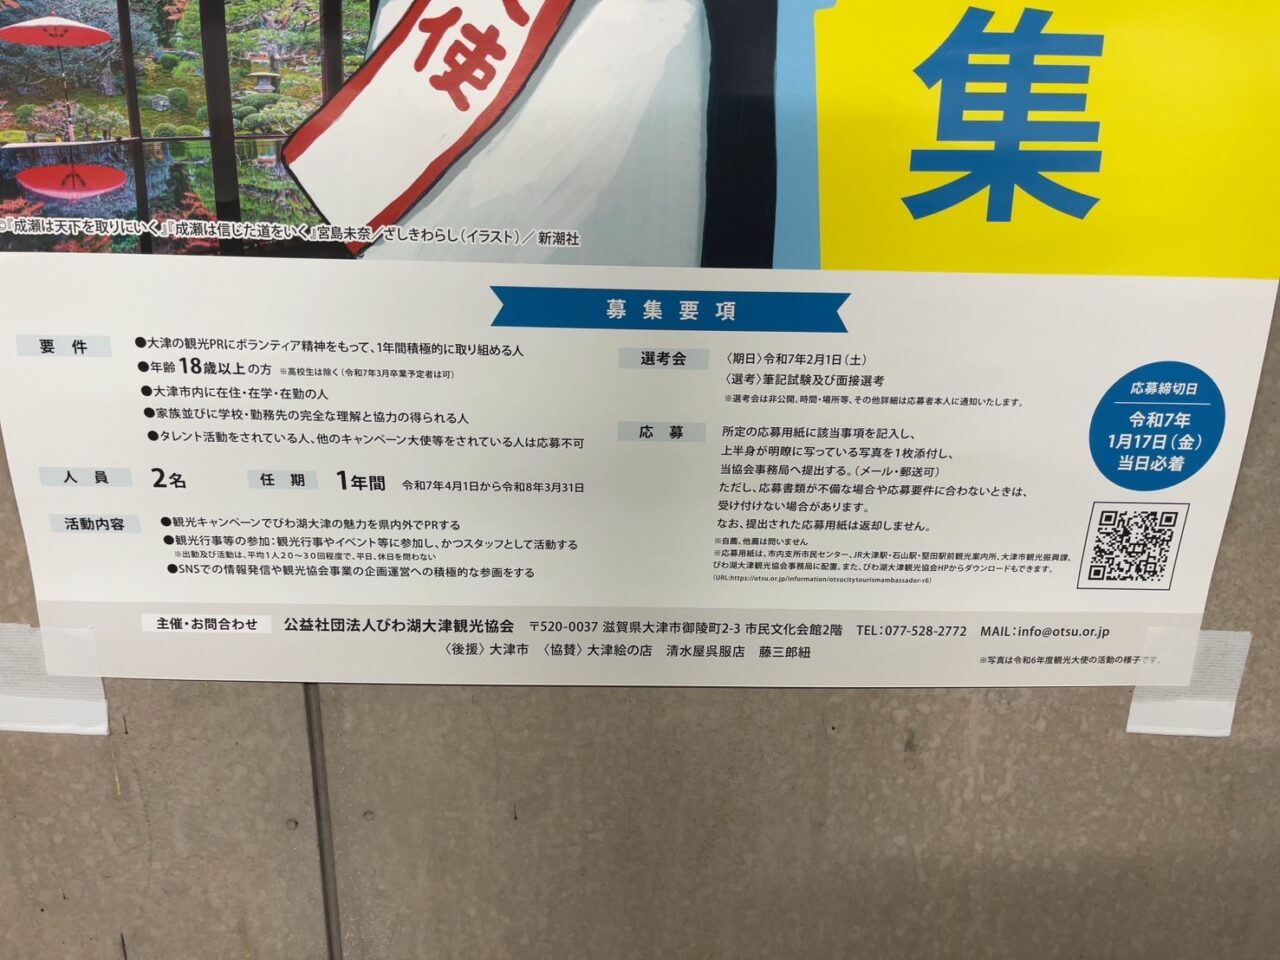 使
集
©『成瀬は天下を取りにいく』『成瀬は信じた道をいく』宮島未奈／ざしきわらし（イラスト）／新潮社
募集要項
要件
●大津の観光PRにボランティア精神をもって、1年間積極的に取り組める人
●年齢18歳以上の方 ※高校生は除く（令和7年3月卒業予定者は可）
●大津市内に在住・在学・在勤の人
●家族並びに学校・勤務先の完全な理解と協力の得られる人
●タレント活動をされている人、他のキャンペーン大使等をされている人は応募不可
人員 2名 任期 1年間 令和7年4月1日から令和8年3月31日
活動内容
●観光キャンペーンでびわ湖大津の魅力を県内外でPRする
●観光行事等の参加：観光行事やイベント等に参加し、かつスタッフとして活動する
※出動及び活動は、平均1人20～30回程度で、平日、休日を問わない
●SNSでの情報発信や観光協会事業の企画運営への積極的な参画をする
選考会
〈期日〉令和7年2月1日（土）
〈選考〉筆記試験及び面接選考
※選考会は非公開。時間・場所等、その他詳細は応募者本人に通知いたします。
応募
所定の応募用紙に該当事項を記入し、
上半身が明瞭に写っている写真を1枚添付し、
当協会事務局へ提出する。（メール・郵送可）
ただし、応募書類が不備な場合や応募要件に合わないときは、
受け付けない場合があります。
なお、提出された応募用紙は返却しません。
※自薦、他薦は問いません
※応募用紙は、市内支所市民センター、JR大津駅・石山駅・堅田駅前観光案内所、大津市観光振興課、
びわ湖大津観光協会事務局に配置。また、びわ湖大津観光協会HPからダウンロードもできます。
（URL:https://otsu.or.jp/information/otsucitytourismambassador-r6）
応募締切日
令和7年
1月17日（金）
当日必着
主催・お問合わせ 公益社団法人びわ湖大津観光協会 〒520-0037 滋賀県大津市御陵町2-3 市民文化会館2階 TEL：077-528-2772 MAIL：info@otsu.or.jp
〈後援〉大津市 〈協賛〉大津絵の店 清水屋呉服店 藤三郎紐
※写真は令和6年度観光大使の活動の様子です。